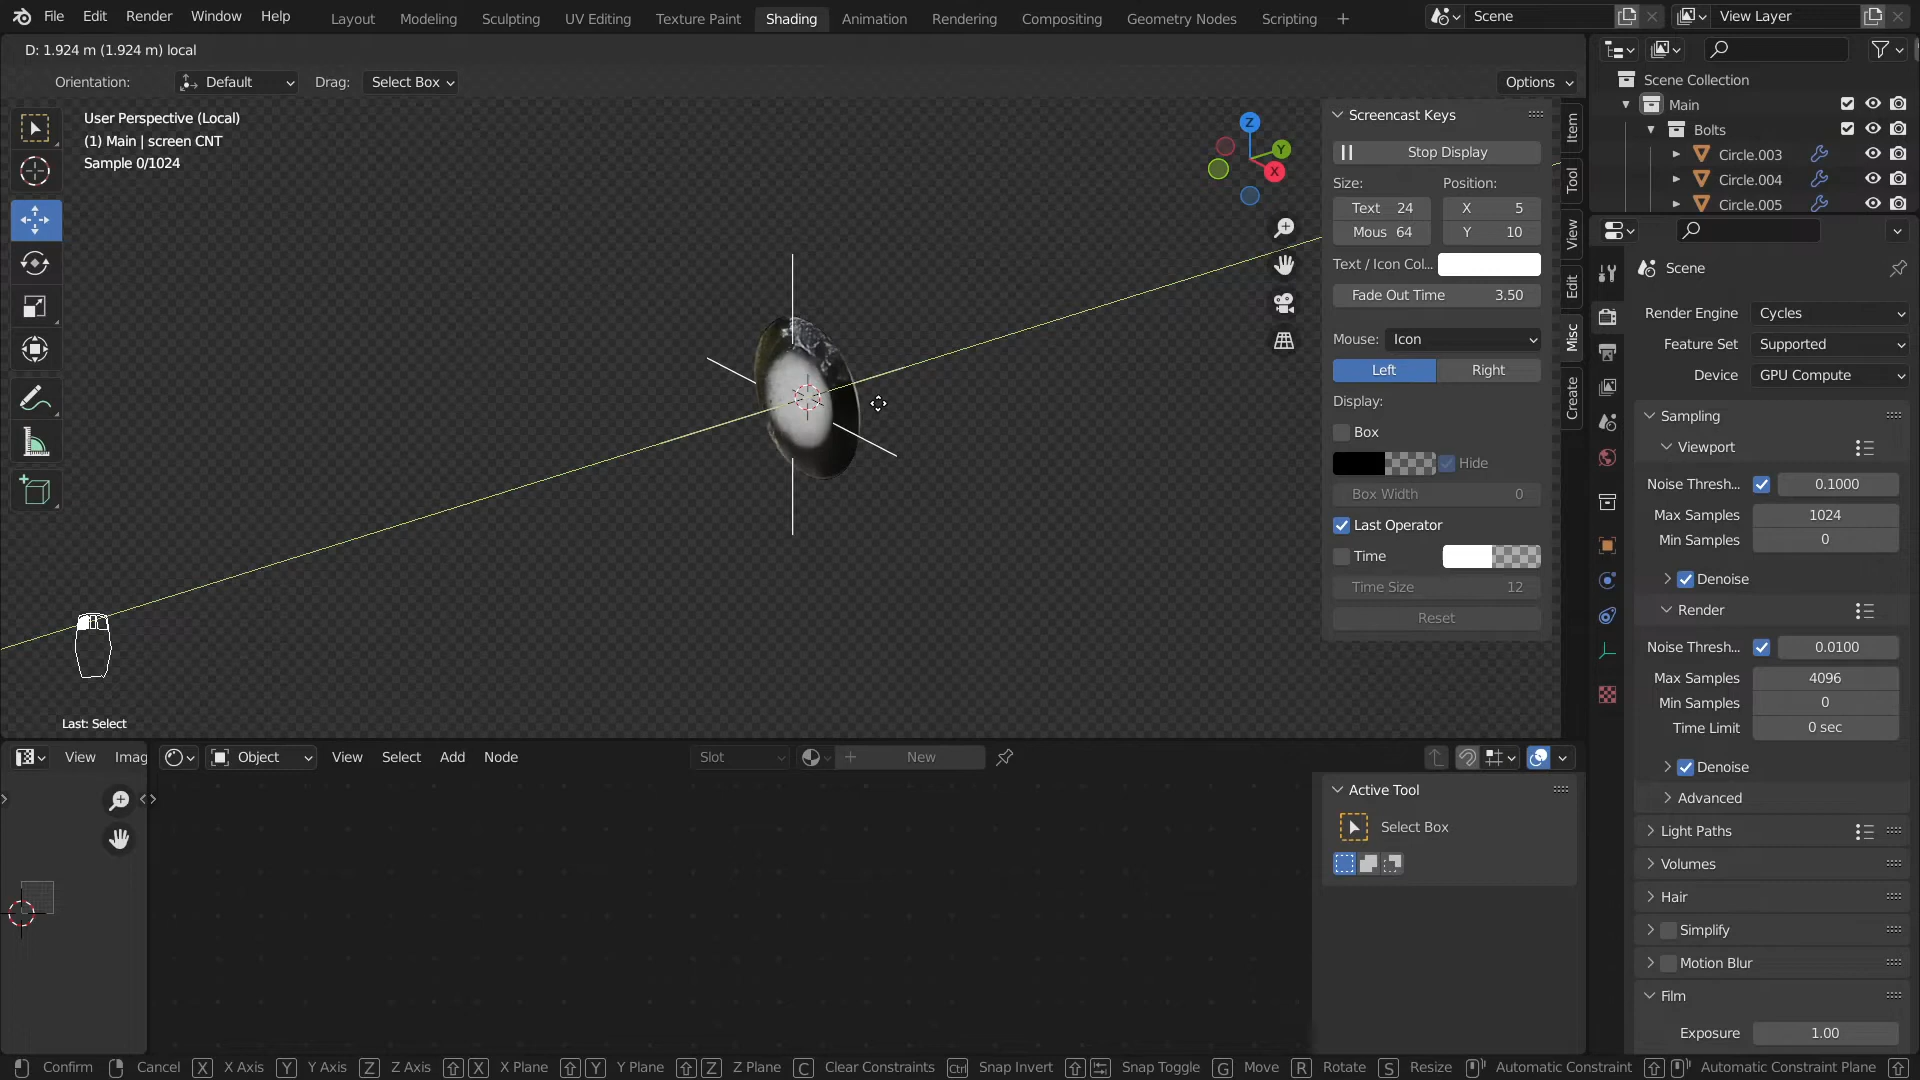 File Edit Render Window Help Layout Modeling Sculpting UV Editing Texture Paint Shading Animation Rendering Compositing Geometry Nodes Scripting + Scene View Layer
D: 1.924 m (1.924 m) local
Orientation: Default Drag: Select Box Options
User Perspective (Local)
(1) Main | screen CNT
Sample 0/1024
Z
Y
X
Screencast Keys
Stop Display
Size: Position:
Text 24 X 5
Mous 64 Y 10
Text / Icon Col...
Fade Out Time 3.50
Mouse: Icon
Left Right
Display:
Box
Hide
Box Width 0
Last Operator
Time
Time Size 12
Reset
Item
Tool
View
Edit
Misc
Create
Scene Collection
Main
Bolts
Circle.003
Circle.004
Circle.005
Scene
Render Engine Cycles
Feature Set Supported
Device GPU Compute
Sampling
Viewport
Noise Thresh... 0.1000
Max Samples 1024
Min Samples 0
Denoise
Render
Noise Thresh... 0.0100
Max Samples 4096
Min Samples 0
Time Limit 0 sec
Denoise
Advanced
Light Paths
Volumes
Hair
Simplify
Motion Blur
Film
Exposure 1.00
Last: Select
View Imag Object View Select Add Node Slot New
Active Tool
Select Box
Confirm Cancel X X Axis Y Y Axis Z Z Axis X X Plane Y Y Plane Z Z Plane C Clear Constraints Ctrl Snap Invert Snap Toggle G Move R Rotate S Resize Automatic Constraint Automatic Constraint Plane